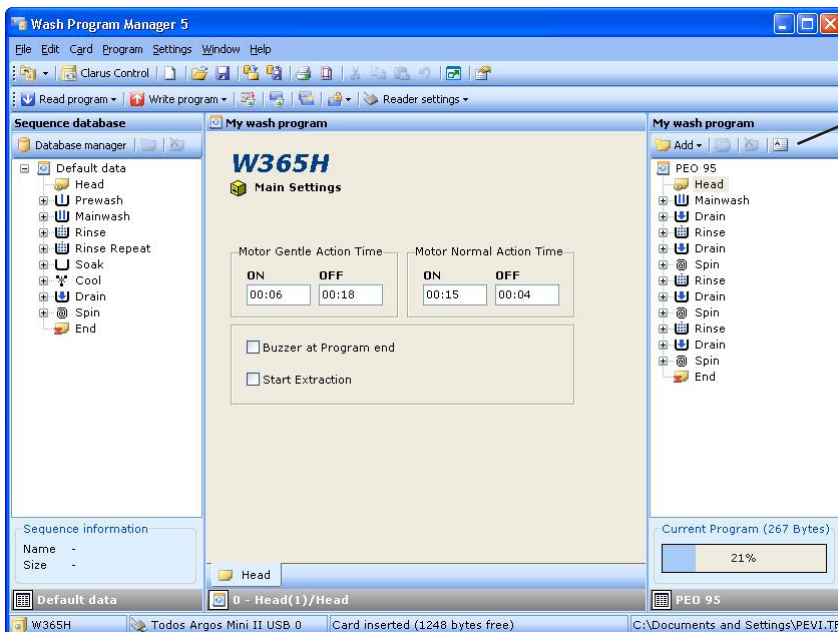 Wash Program Manager 5
File Edit Card Program Settings Window Help
Clarus Control
Read program Write program Reader settings
Sequence database
Database manager
Default data
Head
Prewash
Mainwash
Rinse
Rinse Repeat
Soak
Cool
Drain
Spin
End
Sequence information
Name -
Size -
Default data
My wash program
W365H
Main Settings
Motor Gentle Action Time
ON OFF
00:06 00:18
Motor Normal Action Time
ON OFF
00:15 00:04
Buzzer at Program end
Start Extraction
Head
0 - Head(1)/Head
My wash program
Add
PEO 95
Head
Mainwash
Drain
Rinse
Drain
Spin
Rinse
Drain
Spin
Rinse
Drain
Spin
End
Current Program (267 Bytes)
21%
PEO 95
W365H Todos Argos Mini II USB 0 Card inserted (1248 bytes free) C:\Documents and Settings\PEVI.TE